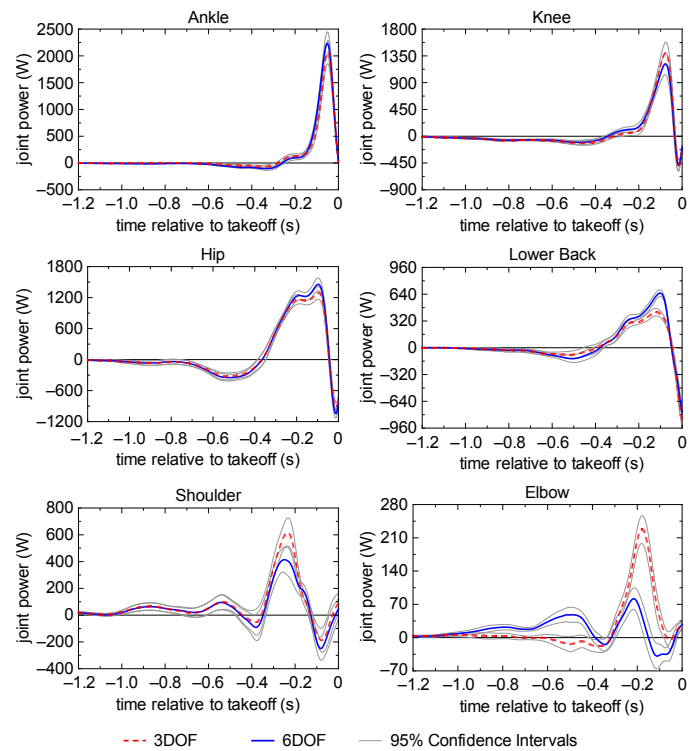 Ankle
2500
2000
1500
1000
500
0
−500
joint power (W)
−1.2 −1.0 −0.8 −0.6 −0.4 −0.2 0
time relative to takeoff (s)
Knee
1800
1350
900
450
0
−450
−900
joint power (W)
−1.2 −1.0 −0.8 −0.6 −0.4 −0.2 0
time relative to takeoff (s)
Hip
1800
1200
600
0
−600
−1200
joint power (W)
−1.2 −1.0 −0.8 −0.6 −0.4 −0.2 0
time relative to takeoff (s)
Lower Back
960
640
320
0
−320
−640
−960
joint power (W)
−1.2 −1.0 −0.8 −0.6 −0.4 −0.2 0
time relative to takeoff (s)
Shoulder
800
600
400
200
0
−200
−400
joint power (W)
−1.2 −1.0 −0.8 −0.6 −0.4 −0.2 0
time relative to takeoff (s)
Elbow
280
210
140
70
0
−70
joint power (W)
−1.2 −1.0 −0.8 −0.6 −0.4 −0.2 0
time relative to takeoff (s)
3DOF 6DOF 95% Confidence Intervals